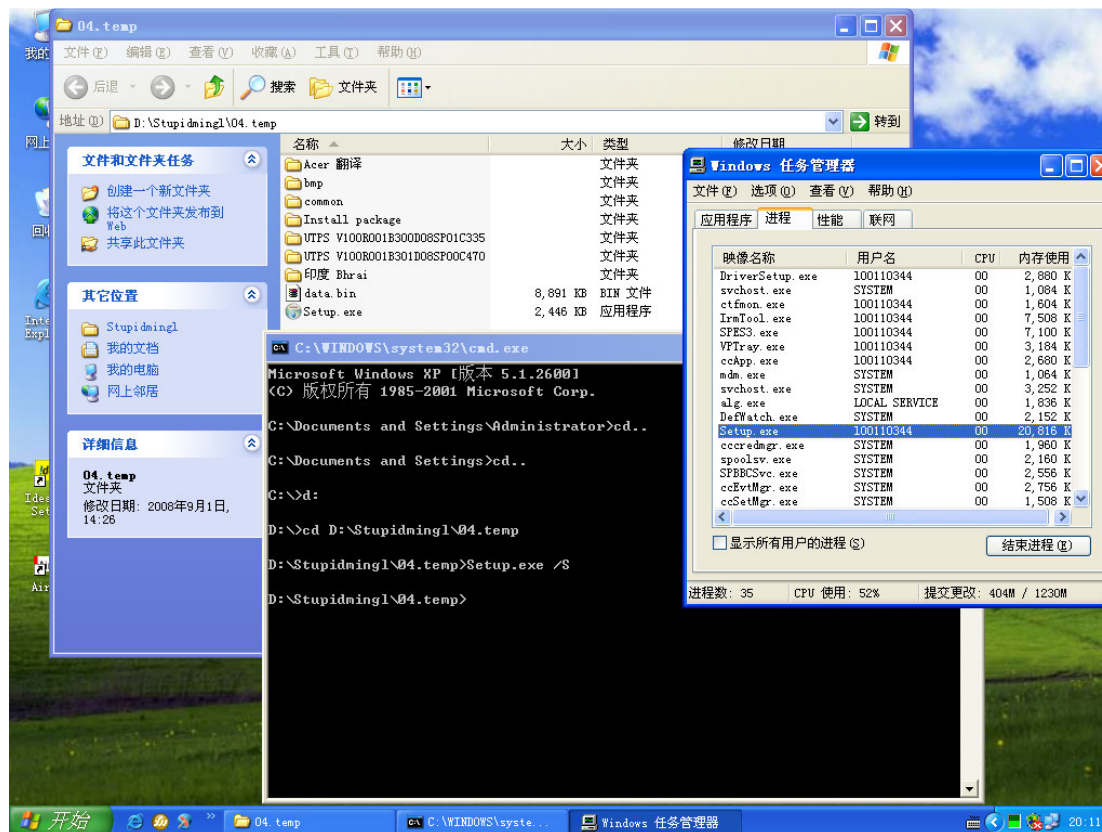 04.temp
文件(F) 编辑(E) 查看(V) 收藏(A) 工具(T) 帮助(H)
后退 搜索 文件夹
地址(D) D:\Stupidmingl\04.temp 转到
文件和文件夹任务
创建一个新文件夹
将这个文件夹发布到
Web
共享此文件夹
其它位置
Stupidmingl
我的文档
我的电脑
网上邻居
详细信息
04.temp
文件夹
修改日期: 2008年9月1日,
14:26
名称 大小 类型 修改日期
Acer 翻译 文件夹
bmp 文件夹
common 文件夹
Install package 文件夹
UTPS V100R001B300D08SP01C335 文件夹
UTPS V100R001B301D08SP00C470 文件夹
印度 Bhrai 文件夹
data.bin 8,891 KB BIN 文件
Setup.exe 2,446 KB 应用程序
C:\WINDOWS\system32\cmd.exe
Microsoft Windows XP [版本 5.1.2600]
(C) 版权所有 1985-2001 Microsoft Corp.
C:\Documents and Settings\Administrator>cd..
C:\Documents and Settings>cd..
C:\>d:
D:\>cd D:\Stupidmingl\04.temp
D:\Stupidmingl\04.temp>Setup.exe /S
D:\Stupidmingl\04.temp>
Windows 任务管理器
文件(F) 选项(O) 查看(V) 帮助(H)
应用程序 进程 性能 联网
映像名称 用户名 CPU 内存使用
DriverSetup.exe 100110344 00 2,880 K
svchost.exe SYSTEM 00 1,084 K
ctfmon.exe 100110344 00 1,604 K
IrmTool.exe 100110344 00 7,508 K
SPES3.exe 100110344 00 7,100 K
VPTray.exe 100110344 00 3,184 K
ccApp.exe 100110344 00 2,680 K
mdm.exe SYSTEM 00 1,064 K
svchost.exe SYSTEM 00 3,252 K
alg.exe LOCAL SERVICE 00 1,836 K
DefWatch.exe SYSTEM 00 2,152 K
Setup.exe 100110344 00 20,816 K
cccredmgr.exe SYSTEM 00 1,960 K
spoolsv.exe SYSTEM 00 2,160 K
SPBBCSvc.exe SYSTEM 00 2,556 K
ccEvtMgr.exe SYSTEM 00 2,756 K
ccSetMgr.exe SYSTEM 00 1,508 K
显示所有用户的进程(S) 结束进程(E)
进程数: 35 CPU 使用: 52% 提交更改: 404M / 1230M
我的
网上
回收
Inte
Expl
Idea
Set
Air
开始 04.temp C:\WINDOWS\syste... Windows 任务管理器 20:11